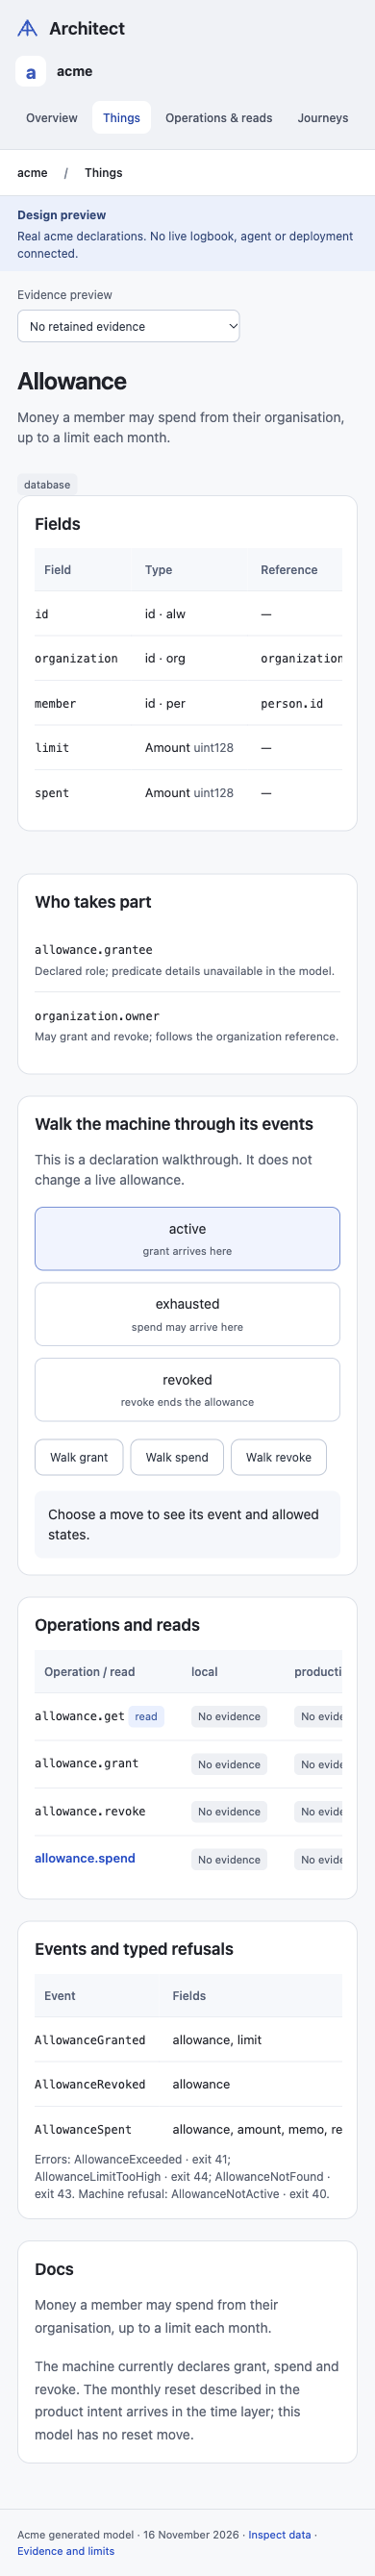 Architect
a acme
Overview Things Operations & reads Journeys
acme / Things
Design preview
Real acme declarations. No live logbook, agent or deployment
connected.
Evidence preview
No retained evidence
Allowance
Money a member may spend from their organisation,
up to a limit each month.
database
Fields
Field Type Reference
id id · alw —
organization id · org organization
member id · per person.id
limit Amount uint128 —
spent Amount uint128 —
Who takes part
allowance.grantee
Declared role; predicate details unavailable in the model.
organization.owner
May grant and revoke; follows the organization reference.
Walk the machine through its events
This is a declaration walkthrough. It does not
change a live allowance.
active
grant arrives here
exhausted
spend may arrive here
revoked
revoke ends the allowance
Walk grant Walk spend Walk revoke
Choose a move to see its event and allowed
states.
Operations and reads
Operation / read local producti
allowance.get read No evidence No evide
allowance.grant No evidence No evide
allowance.revoke No evidence No evide
allowance.spend No evidence No evide
Events and typed refusals
Event Fields
AllowanceGranted allowance, limit
AllowanceRevoked allowance
AllowanceSpent allowance, amount, memo, re
Errors: AllowanceExceeded · exit 41;
AllowanceLimitTooHigh · exit 44; AllowanceNotFound ·
exit 43. Machine refusal: AllowanceNotActive · exit 40.
Docs
Money a member may spend from their
organisation, up to a limit each month.
The machine currently declares grant, spend and
revoke. The monthly reset described in the
product intent arrives in the time layer; this
model has no reset move.
Acme generated model · 16 November 2026 · Inspect data ·
Evidence and limits